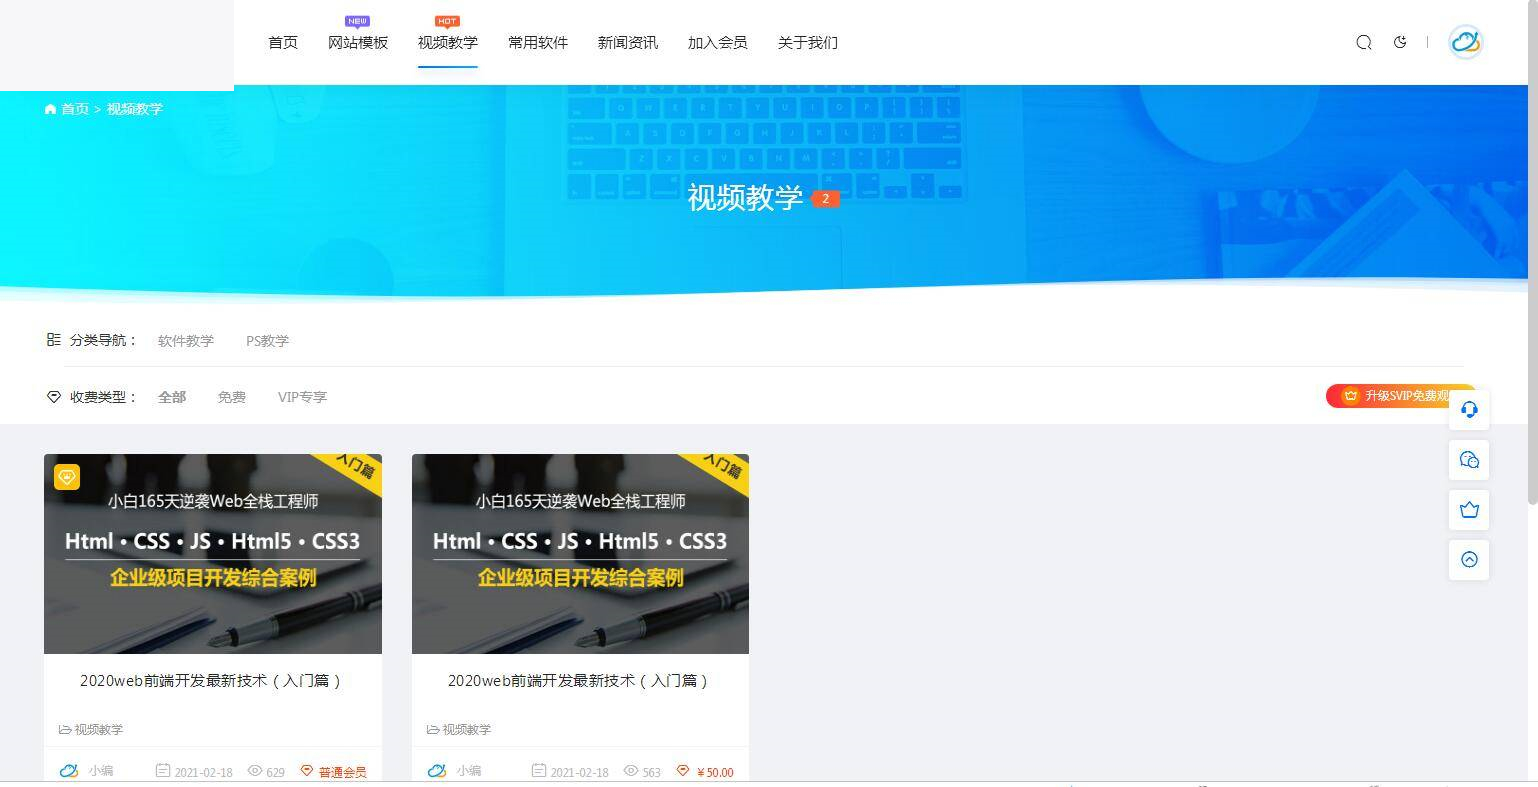 NEW HOT
首页 网站模板 视频教学 常用软件 新闻资讯 加入会员 关于我们
首页 > 视频教学
视频教学 2
分类导航： 软件教学 PS教学
收费类型： 全部 免费 VIP专享
升级SVIP免费观
入门篇
小白165天逆袭Web全栈工程师
Html • CSS • JS • Html5 • CSS3
企业级项目开发综合案例
2020web前端开发最新技术（入门篇）
视频教学
小编 2021-02-18 629 普通会员
入门篇
小白165天逆袭Web全栈工程师
Html • CSS • JS • Html5 • CSS3
企业级项目开发综合案例
2020web前端开发最新技术（入门篇）
视频教学
小编 2021-02-18 563 ￥50.00